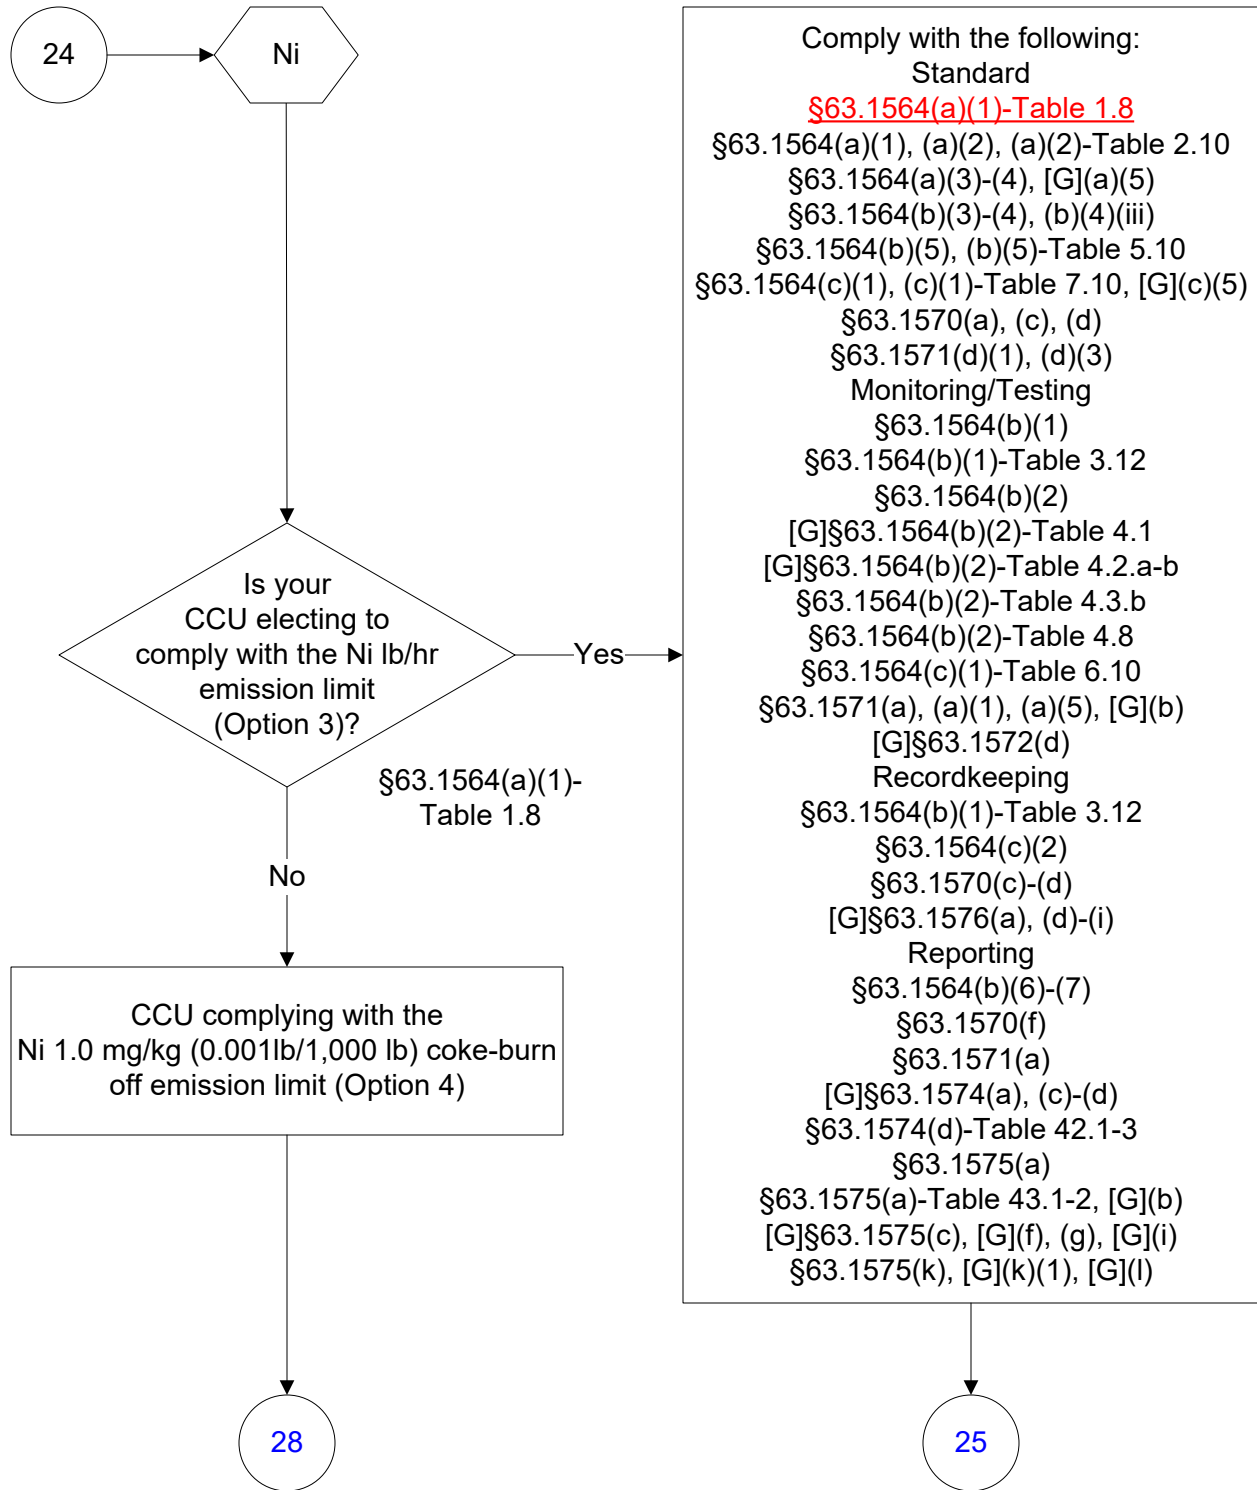 24
Ni
Is your
CCU electing to
comply with the Ni lb/hr
emission limit
(Option 3)?
Yes
§63.1564(a)(1)-
Table 1.8
No
CCU complying with the
Ni 1.0 mg/kg (0.001lb/1,000 lb) coke-burn
off emission limit (Option 4)
28
Comply with the following:
Standard
§63.1564(a)(1)-Table 1.8
§63.1564(a)(1), (a)(2), (a)(2)-Table 2.10
§63.1564(a)(3)-(4), [G](a)(5)
§63.1564(b)(3)-(4), (b)(4)(iii)
§63.1564(b)(5), (b)(5)-Table 5.10
§63.1564(c)(1), (c)(1)-Table 7.10, [G](c)(5)
§63.1570(a), (c), (d)
§63.1571(d)(1), (d)(3)
Monitoring/Testing
§63.1564(b)(1)
§63.1564(b)(1)-Table 3.12
§63.1564(b)(2)
[G]§63.1564(b)(2)-Table 4.1
[G]§63.1564(b)(2)-Table 4.2.a-b
§63.1564(b)(2)-Table 4.3.b
§63.1564(b)(2)-Table 4.8
§63.1564(c)(1)-Table 6.10
§63.1571(a), (a)(1), (a)(5), [G](b)
[G]§63.1572(d)
Recordkeeping
§63.1564(b)(1)-Table 3.12
§63.1564(c)(2)
§63.1570(c)-(d)
[G]§63.1576(a), (d)-(i)
Reporting
§63.1564(b)(6)-(7)
§63.1570(f)
§63.1571(a)
[G]§63.1574(a), (c)-(d)
§63.1574(d)-Table 42.1-3
§63.1575(a)
§63.1575(a)-Table 43.1-2, [G](b)
[G]§63.1575(c), [G](f), (g), [G](i)
§63.1575(k), [G](k)(1), [G](l)
25